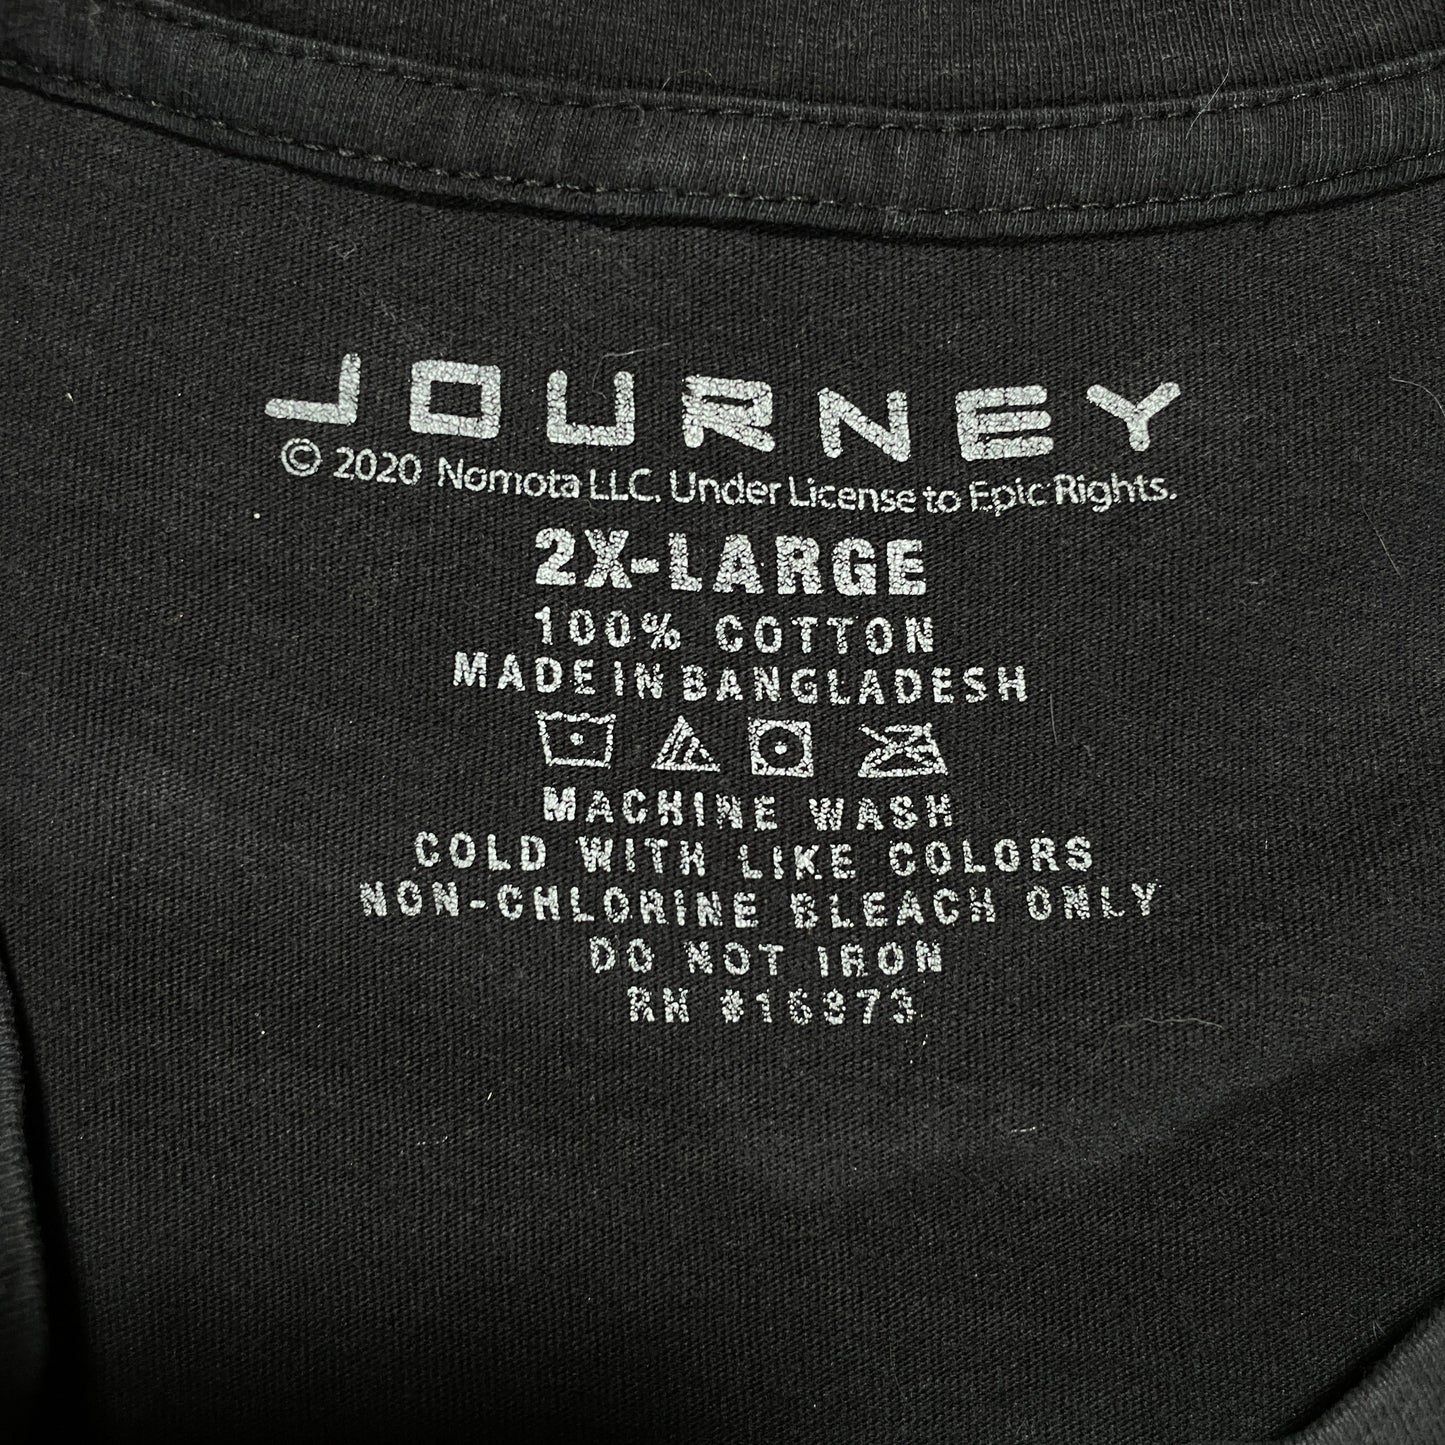 JOURNEY
© 2020 Nomota LLC. Under License to Epic Rights.
2X-LARGE
100% COTTON
MADE IN BANGLADESH
MACHINE WASH
COLD WITH LIKE COLORS
NON-CHLORINE BLEACH ONLY
DO NOT IRON
RN